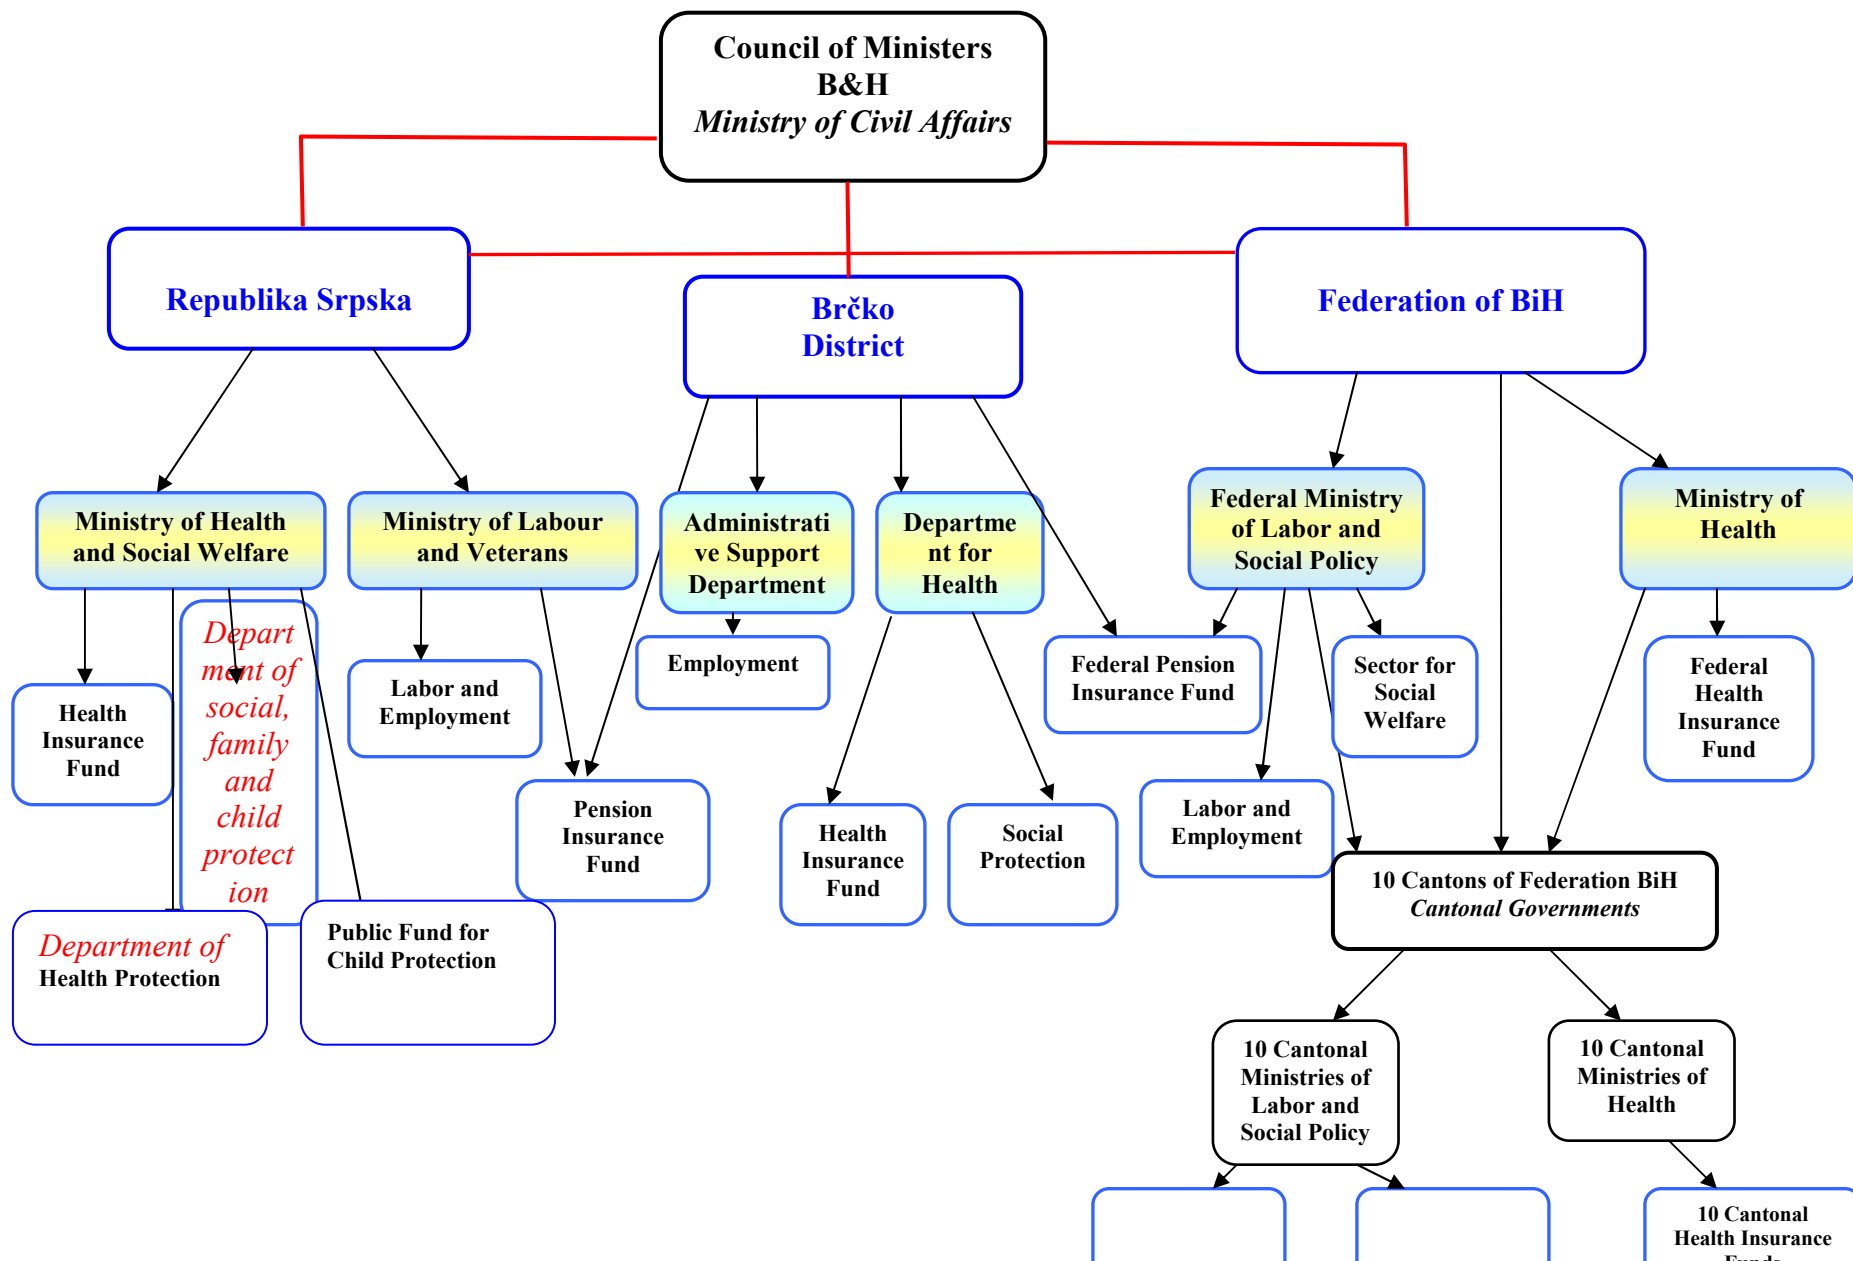 Council of Ministers
B&H
Ministry of Civil Affairs
Republika Srpska
Brčko
District
Federation of BiH
Ministry of Health
and Social Welfare
Ministry of Labour
and Veterans
Administrati
ve Support
Department
Departme
nt for
Health
Federal Ministry
of Labor and
Social Policy
Ministry of
Health
Health
Insurance
Fund
Depart
ment of
social,
family
and
child
protect
ion
Labor and
Employment
Employment
Federal Pension
Insurance Fund
Sector for
Social
Welfare
Federal
Health
Insurance
Fund
Pension
Insurance
Fund
Health
Insurance
Fund
Social
Protection
Labor and
Employment
10 Cantons of Federation BiH
Cantonal Governments
Department of
Health Protection
Public Fund for
Child Protection
10 Cantonal
Ministries of
Labor and
Social Policy
10 Cantonal
Ministries of
Health
10 Cantonal
Health Insurance
Funds